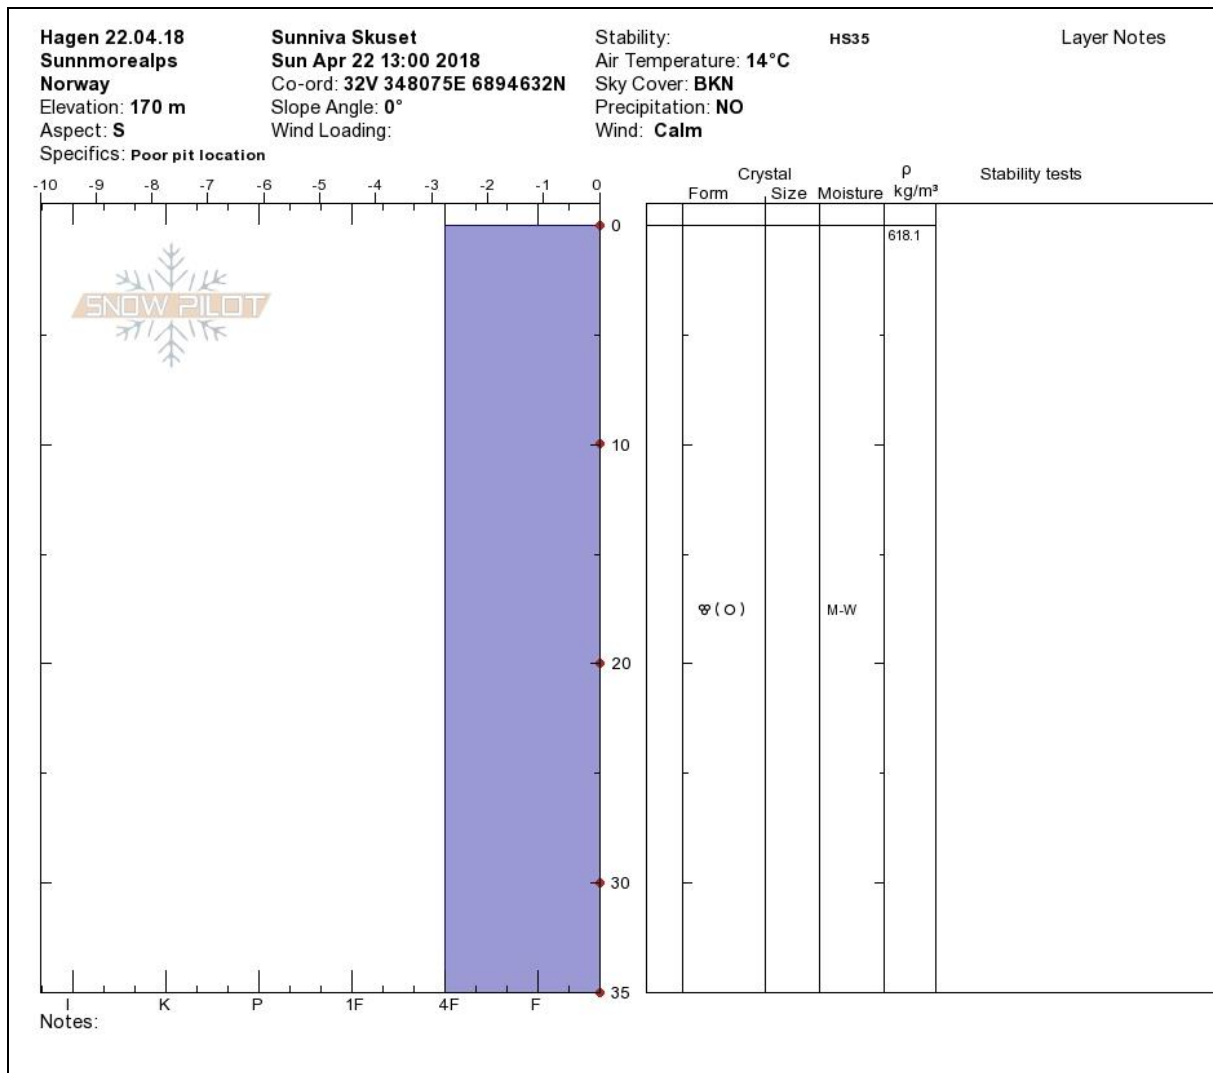 Hagen 22.04.18
Sunnmorealps
Norway
Elevation: 170 m
Aspect: S
Specifics: Poor pit location
Sunniva Skuset
Sun Apr 22 13:00 2018
Co-ord: 32V 348075E 6894632N
Slope Angle: 0°
Wind Loading:
Stability:
Air Temperature: 14°C
Sky Cover: BKN
Precipitation: NO
Wind: Calm
HS35
Layer Notes
-10 -9 -8 -7 -6 -5 -4 -3 -2 -1 0
Crystal
Form Size Moisture
ρ
kg/m³
Stability tests
SNOW PILOT
0
618.1
10
(O) M-W
20
30
35
I K P 1F 4F F
Notes: